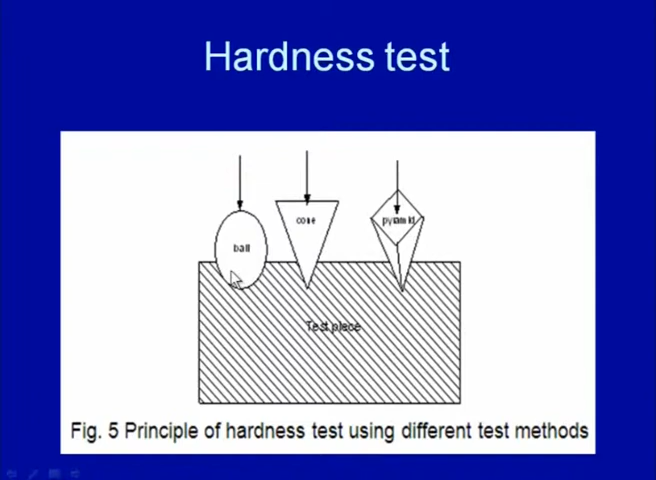 Hardness test
ball
cone
pyramid
Test piece
Fig. 5 Principle of hardness test using different test methods